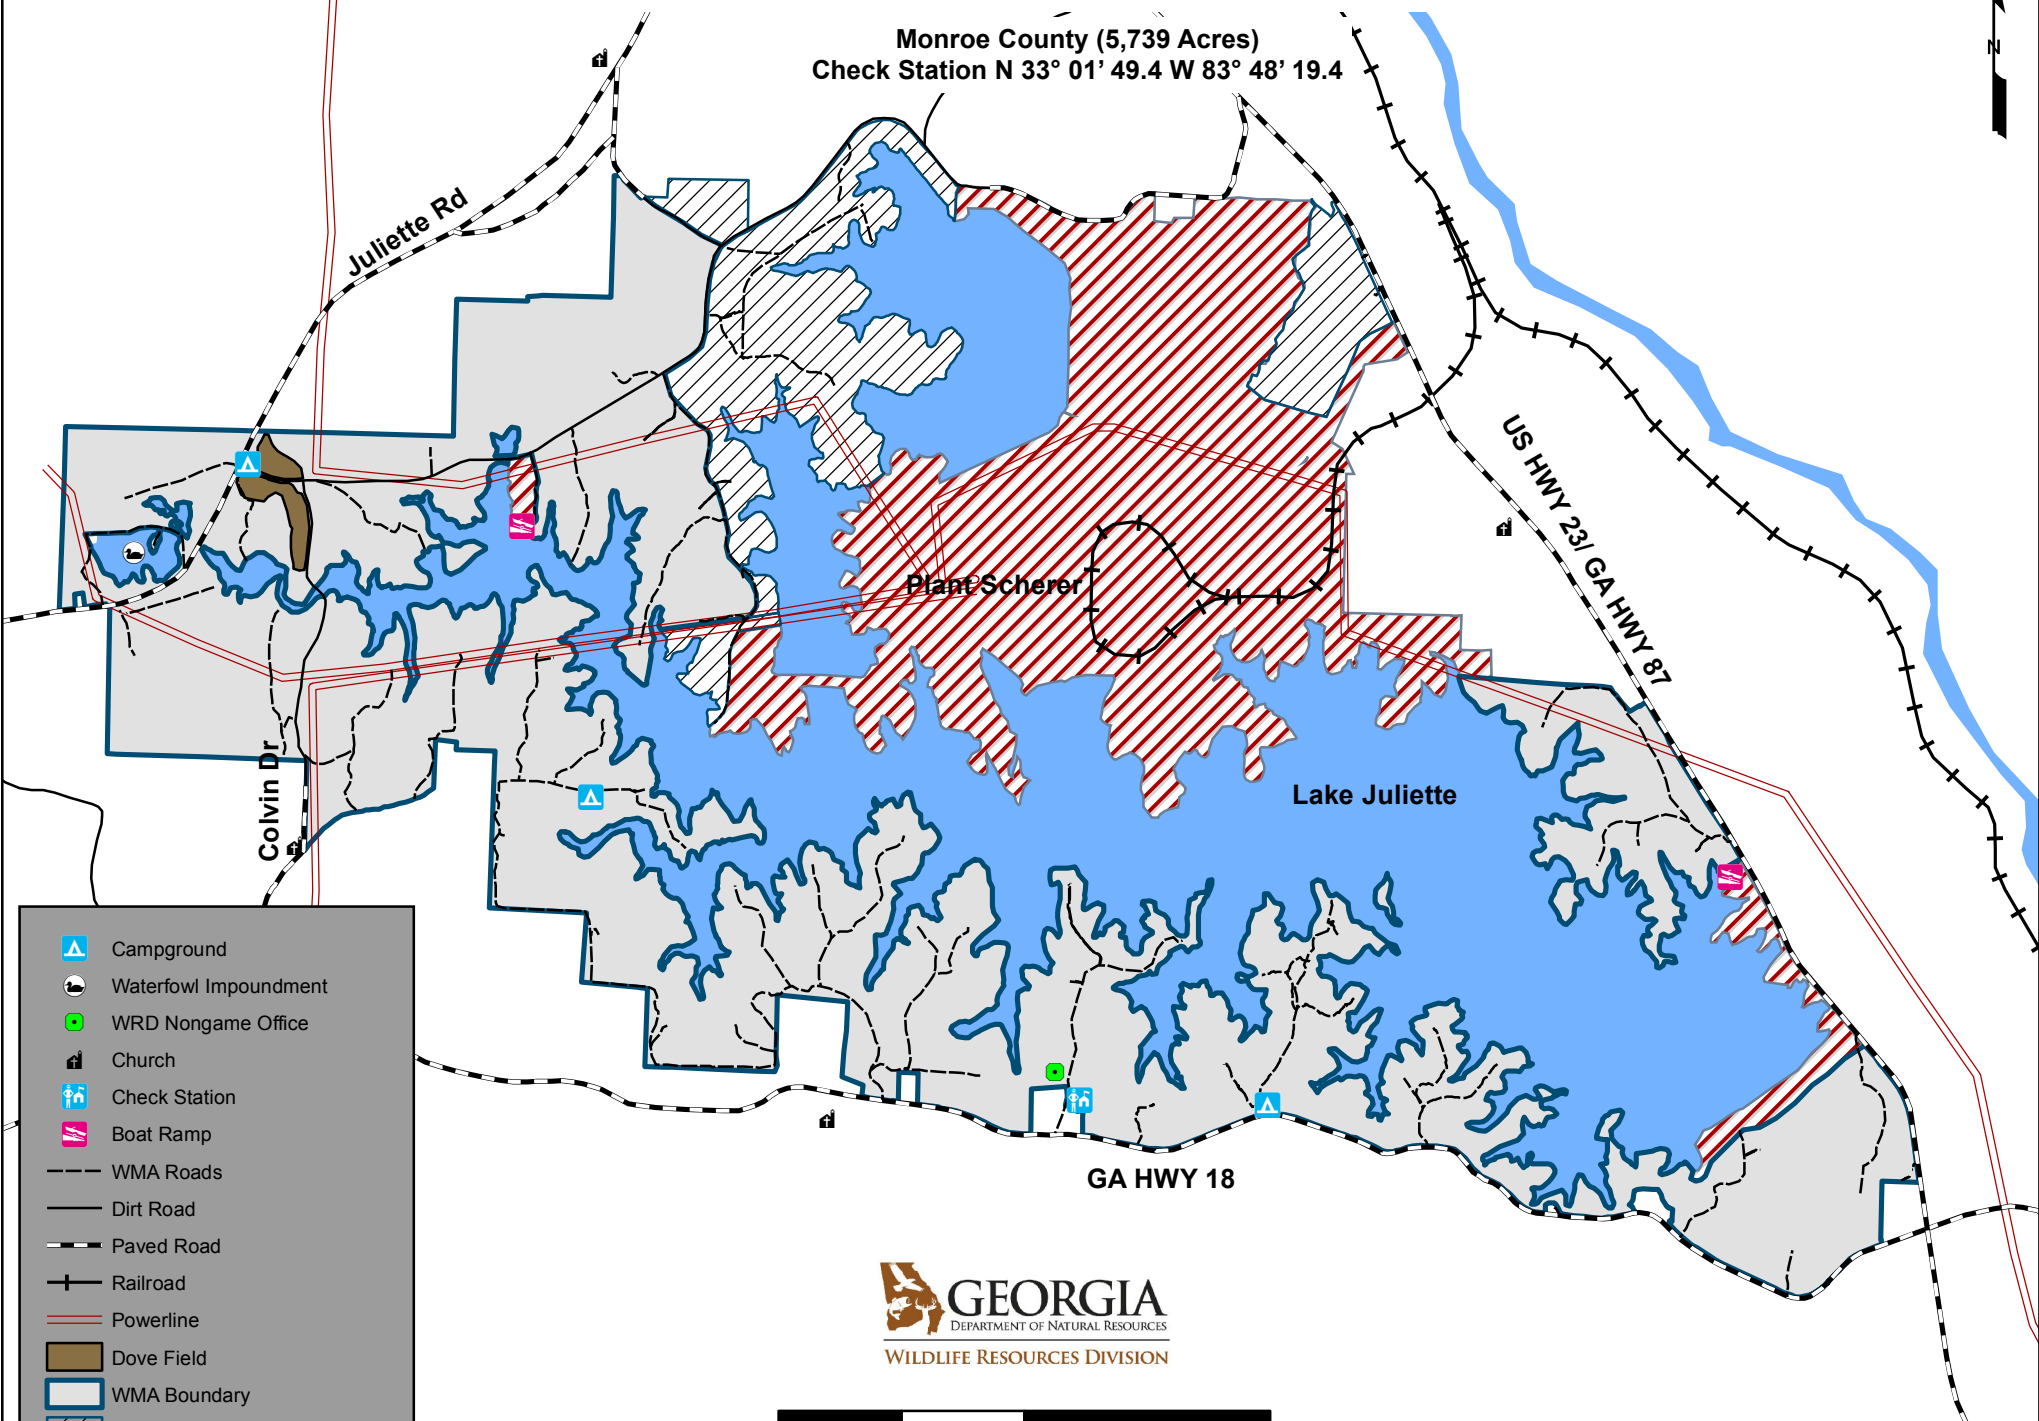 Monroe County (5,739 Acres)
Check Station N 33° 01’ 49.4 W 83° 48’ 19.4
N
Juliette Rd
US HWY 23/ GA HWY 87
Plant Scherer
Lake Juliette
Colvin Dr
GA HWY 18
Campground
Waterfowl Impoundment
WRD Nongame Office
Church
Check Station
Boat Ramp
WMA Roads
Dirt Road
Paved Road
Railroad
Powerline
Dove Field
WMA Boundary
GEORGIA
DEPARTMENT OF NATURAL RESOURCES
WILDLIFE RESOURCES DIVISION